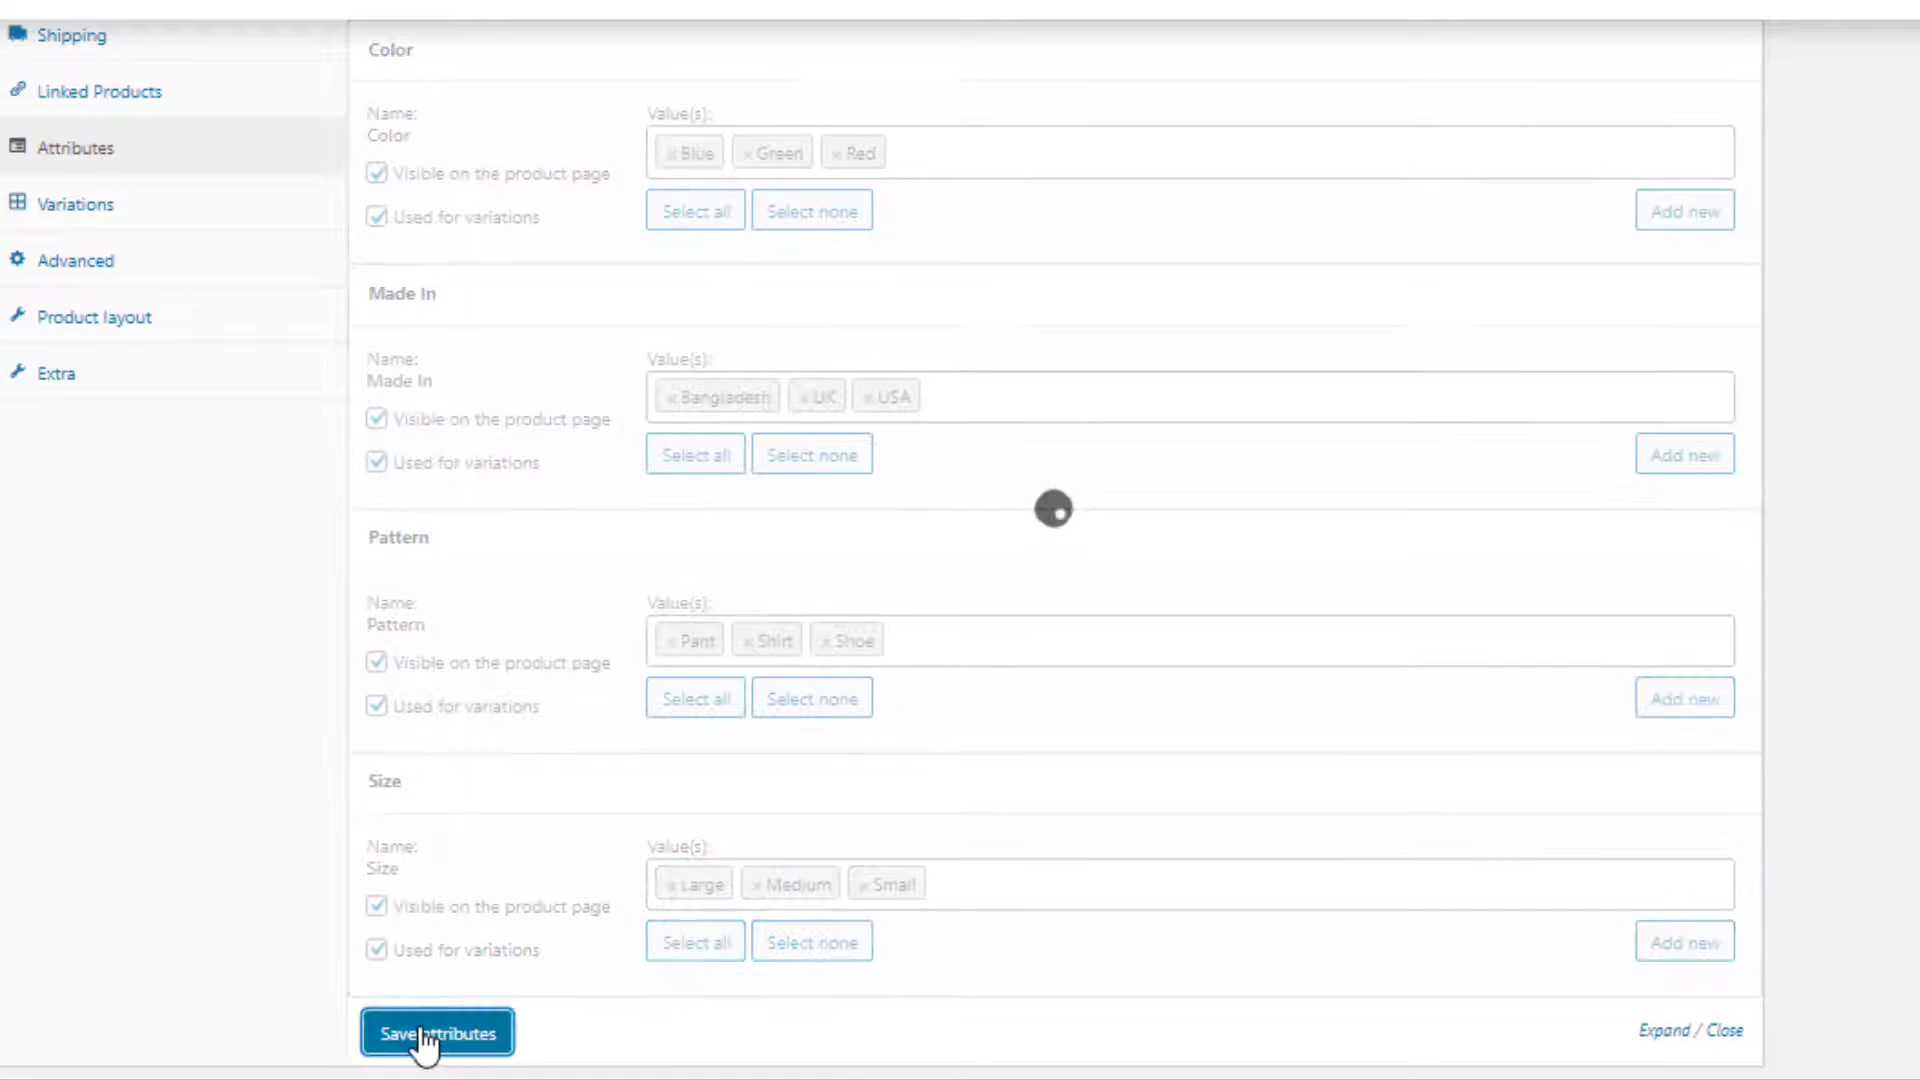 Shipping
Linked Products
Attributes
Variations
Advanced
Product layout
Extra
Color
Name:
Color
Visible on the product page
Used for variations
Value(s):
× Blue × Green × Red
Select all Select none Add new
Made In
Name:
Made In
Visible on the product page
Used for variations
Value(s):
× Bangladesh × UK × USA
Select all Select none Add new
Pattern
Name:
Pattern
Visible on the product page
Used for variations
Value(s):
× Pant × Shirt × Shoe
Select all Select none Add new
Size
Name:
Size
Visible on the product page
Used for variations
Value(s):
× Large × Medium × Small
Select all Select none Add new
Save attributes
Expand / Close